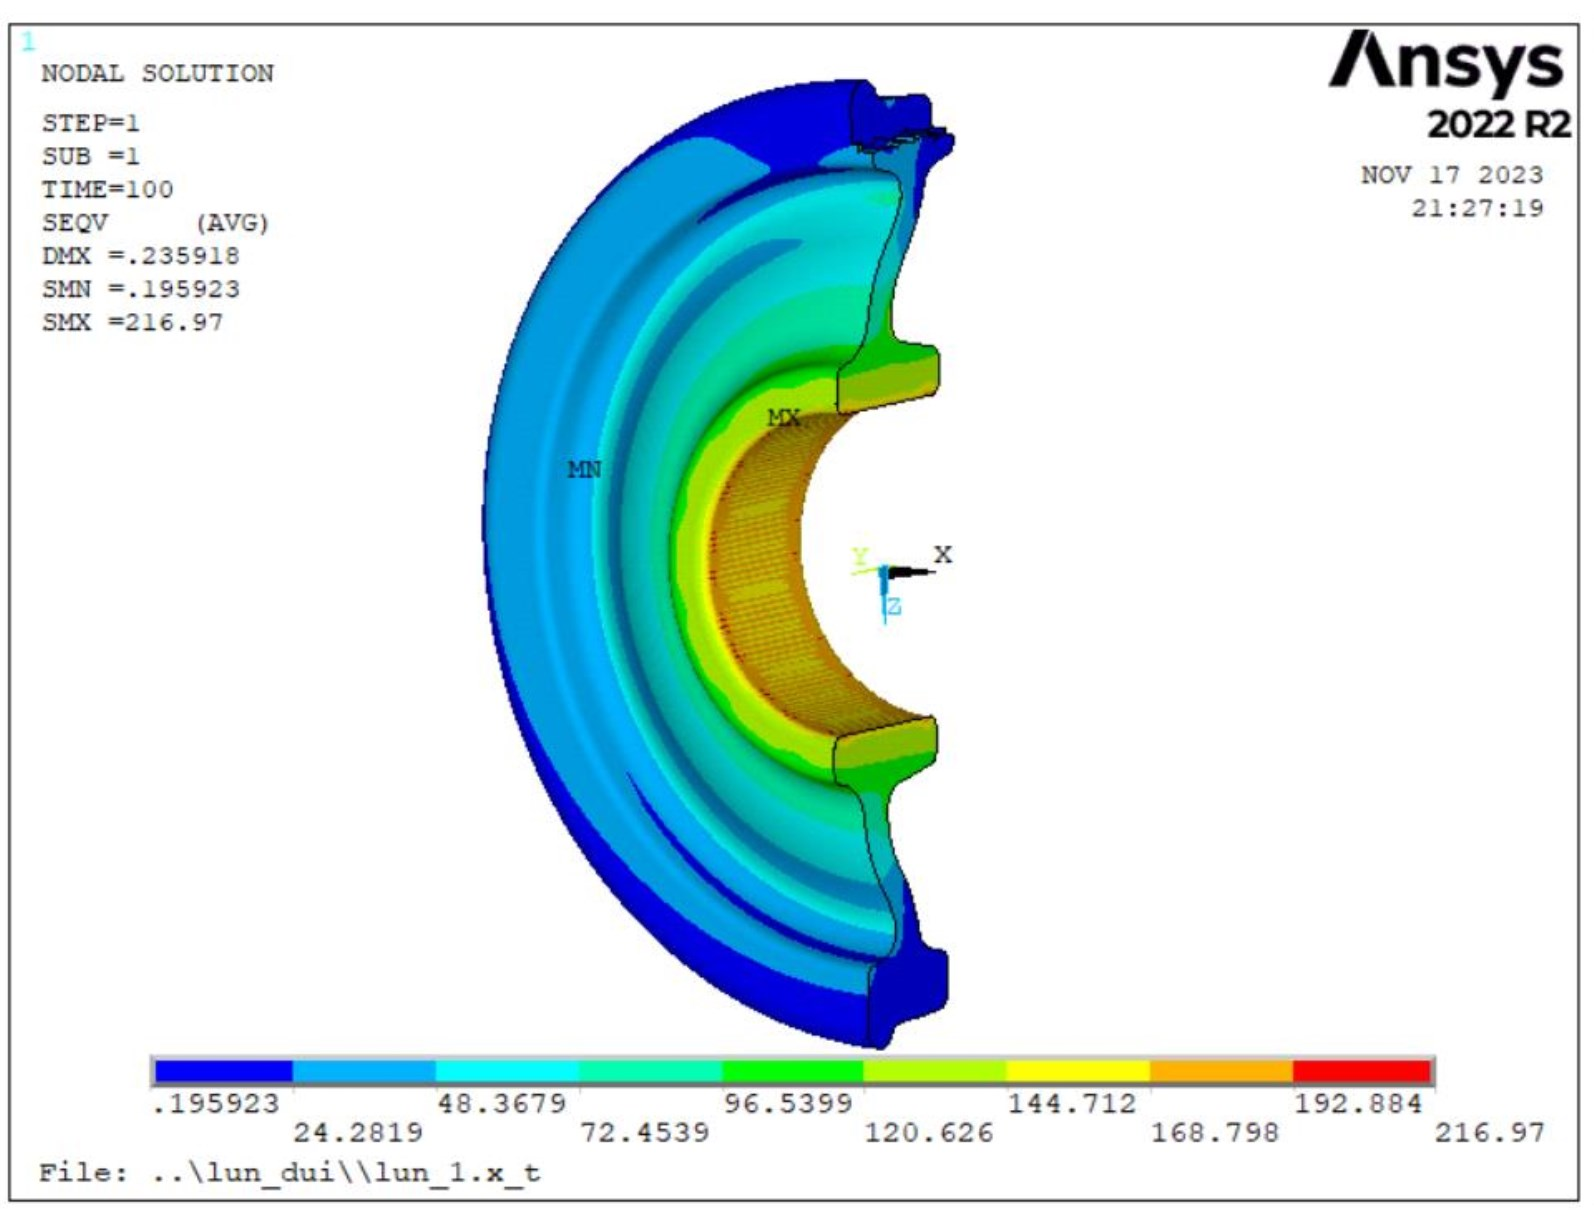 1
NODAL SOLUTION
STEP=1
SUB =1
TIME=100
SEQV (AVG)
DMX =.235918
SMN =.195923
SMX =216.97
Ansys
2022 R2
NOV 17 2023
21:27:19
MX
MN
Y
X
Z
.195923 48.3679 96.5399 144.712 192.884
24.2819 72.4539 120.626 168.798 216.97
File: ..\lun_dui\\lun_1.x_t